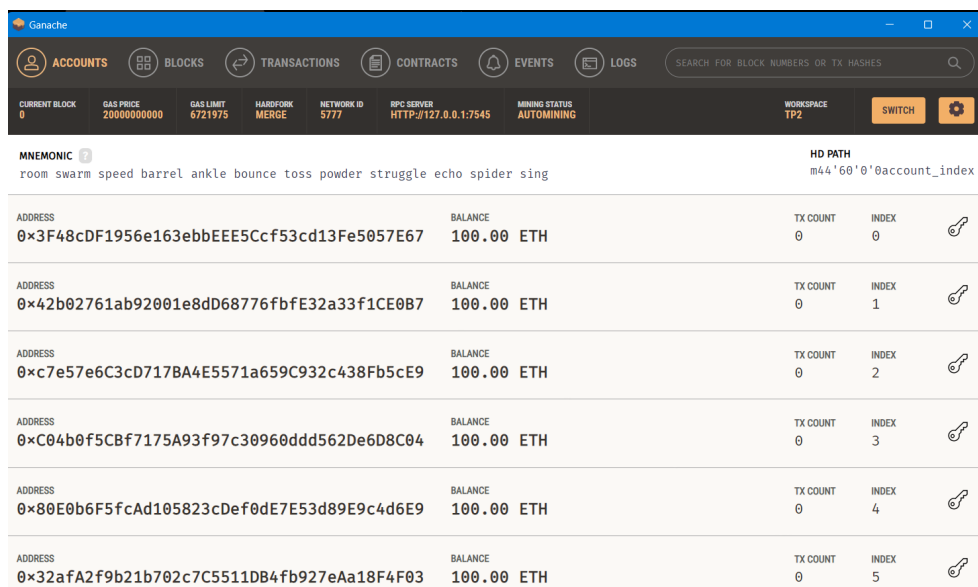 Ganache
ACCOUNTS BLOCKS TRANSACTIONS CONTRACTS EVENTS LOGS SEARCH FOR BLOCK NUMBERS OR TX HASHES
CURRENT BLOCK GAS PRICE GAS LIMIT HARDFORK NETWORK ID RPC SERVER MINING STATUS WORKSPACE
0 20000000000 6721975 MERGE 5777 HTTP://127.0.0.1:7545 AUTOMINING TP2 SWITCH
MNEMONIC ? HD PATH
room swarm speed barrel ankle bounce toss powder struggle echo spider sing m44'60'0'0account_index
ADDRESS BALANCE TX COUNT INDEX
0×3F48cDF1956e163ebbEEE5Ccf53cd13Fe5057E67 100.00 ETH 0 0
ADDRESS BALANCE TX COUNT INDEX
0×42b02761ab92001e8dD68776fbfE32a33f1CE0B7 100.00 ETH 0 1
ADDRESS BALANCE TX COUNT INDEX
0×c7e57e6C3cD717BA4E5571a659C932c438Fb5cE9 100.00 ETH 0 2
ADDRESS BALANCE TX COUNT INDEX
0×C04b0f5CBf7175A93f97c30960ddd562De6D8C04 100.00 ETH 0 3
ADDRESS BALANCE TX COUNT INDEX
0×80E0b6F5fcAd105823cDef0dE7E53d89E9c4d6E9 100.00 ETH 0 4
ADDRESS BALANCE TX COUNT INDEX
0×32afA2f9b21b702c7C5511DB4fb927eAa18F4F03 100.00 ETH 0 5